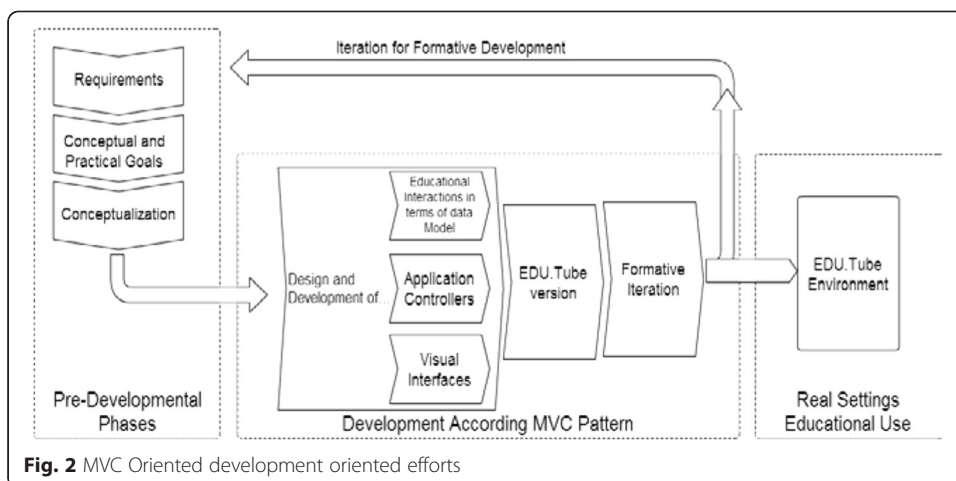 Iteration for Formative Development
Requirements
Conceptual and
Practical Goals
Conceptualization
Pre-Developmental
Phases
Design and
Development of...
Educational
Interactions in
terms of data
Model
Application
Controllers
Visual
Interfaces
EDU.Tube
version
Formative
Iteration
Development According MVC Pattern
EDU.Tube
Environment
Real Settings
Educational Use
Fig. 2 MVC Oriented development oriented efforts